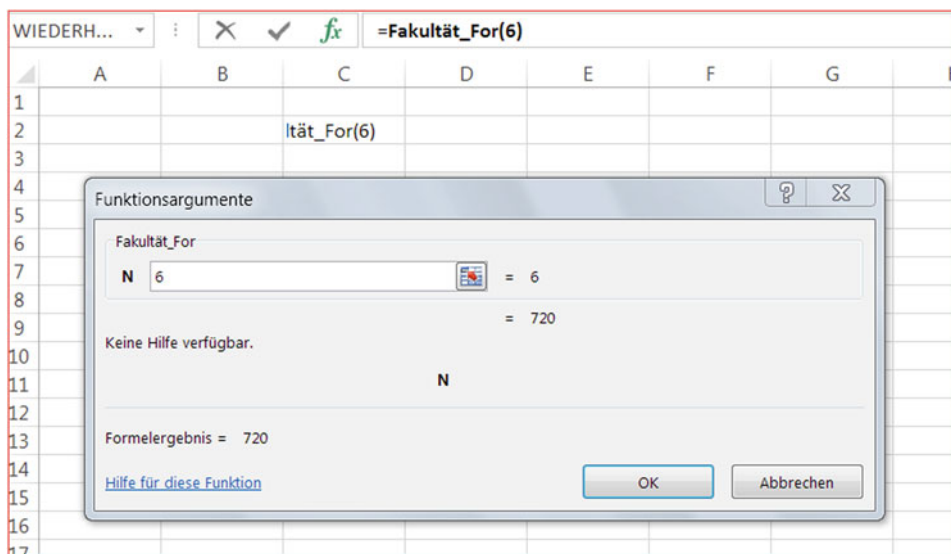 WIEDERH... fx =Fakultät_For(6)
A B C D E F G
1
2 ltät_For(6)
3
4
Funktionsargumente
5
6 Fakultät_For
7 N 6 = 6
8
= 720
9
Keine Hilfe verfügbar.
10
11 N
12
13 Formelergebnis = 720
14
Hilfe für diese Funktion OK Abbrechen
15
16
17